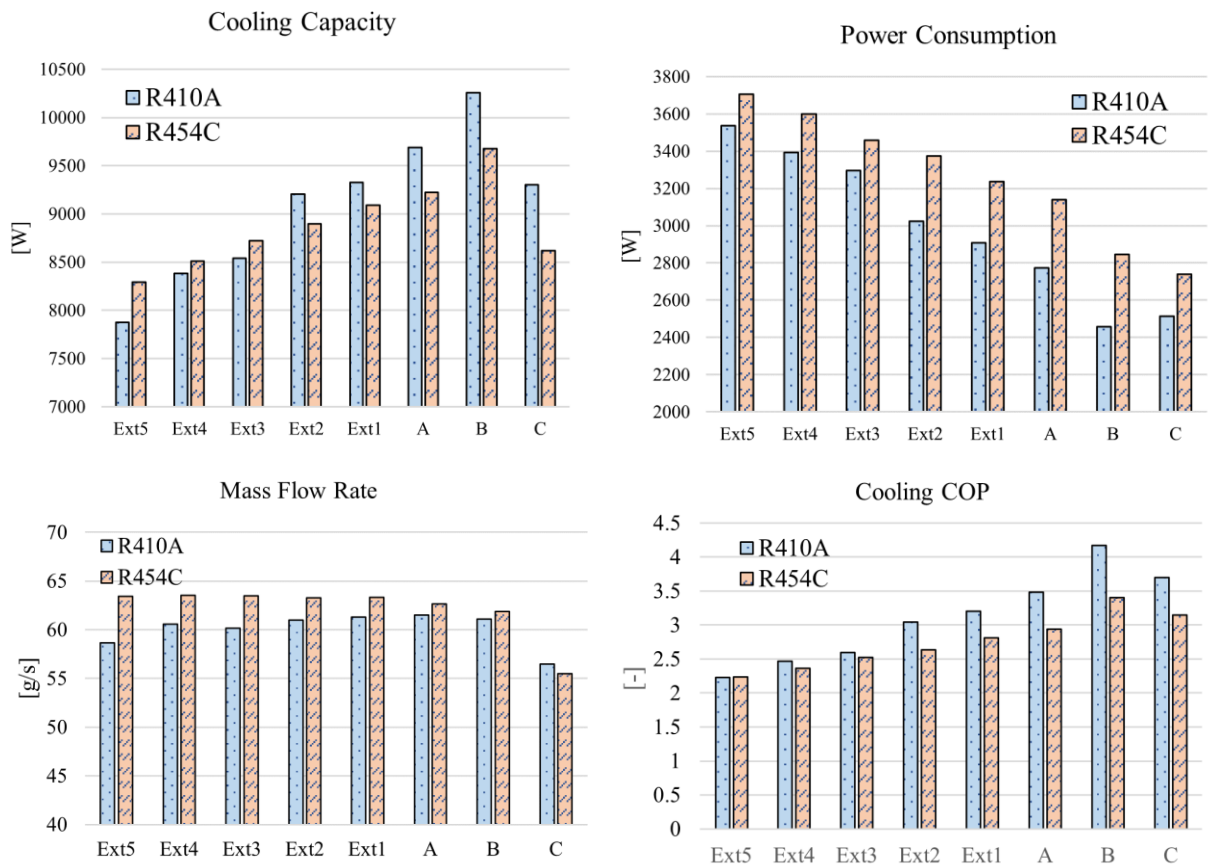 Cooling Capacity
[W]
10500
10000
9500
9000
8500
8000
7500
7000
R410A
R454C
Ext5 Ext4 Ext3 Ext2 Ext1 A B C
Power Consumption
[W]
3800
3600
3400
3200
3000
2800
2600
2400
2200
2000
R410A
R454C
Ext5 Ext4 Ext3 Ext2 Ext1 A B C
Mass Flow Rate
[g/s]
70
65
60
55
50
45
40
R410A
R454C
Ext5 Ext4 Ext3 Ext2 Ext1 A B C
Cooling COP
[-]
4.5
4
3.5
3
2.5
2
1.5
1
0.5
0
R410A
R454C
Ext5 Ext4 Ext3 Ext2 Ext1 A B C